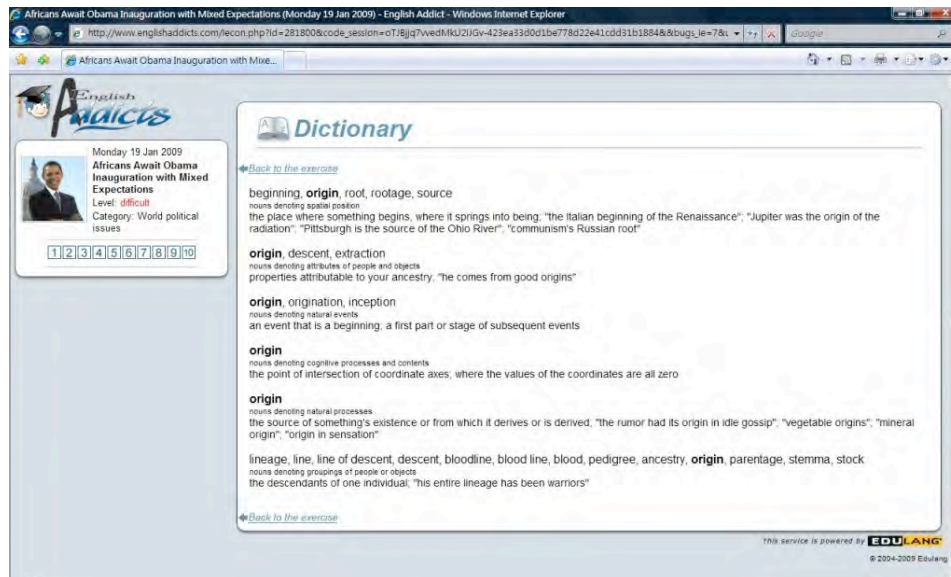 Africans Await Obama Inauguration with Mixed Expectations (Monday 19 Jan 2009) - English Addict - Windows Internet Explorer
Google
Africans Await Obama Inauguration with Mixe...
English
Addicts
Monday 19 Jan 2009
Africans Await Obama
Inauguration with Mixed
Expectations
Level: difficult
Category: World political
issues
1 2 3 4 5 6 7 8 9 10
Dictionary
Back to the exercise
beginning, origin, root, rootage, source
nouns denoting spatial position
the place where something begins, where it springs into being; "the Italian beginning of the Renaissance"; "Jupiter was the origin of the
radiation"; "Pittsburgh is the source of the Ohio River"; "communism's Russian root"
origin, descent, extraction
nouns denoting attributes of people and objects
properties attributable to your ancestry; "he comes from good origins"
origin, origination, inception
nouns denoting natural events
an event that is a beginning; a first part or stage of subsequent events
origin
nouns denoting cognitive processes and contents
the point of intersection of coordinate axes; where the values of the coordinates are all zero
origin
nouns denoting natural processes
the source of something's existence or from which it derives or is derived; "the rumor had its origin in idle gossip"; "vegetable origins"; "mineral
origin"; "origin in sensation"
lineage, line, line of descent, descent, bloodline, blood line, blood, pedigree, ancestry, origin, parentage, stemma, stock
nouns denoting groupings of people or objects
the descendants of one individual; "his entire lineage has been warriors"
Back to the exercise
This service is powered by EDULANG
© 2004-2009 Edulang